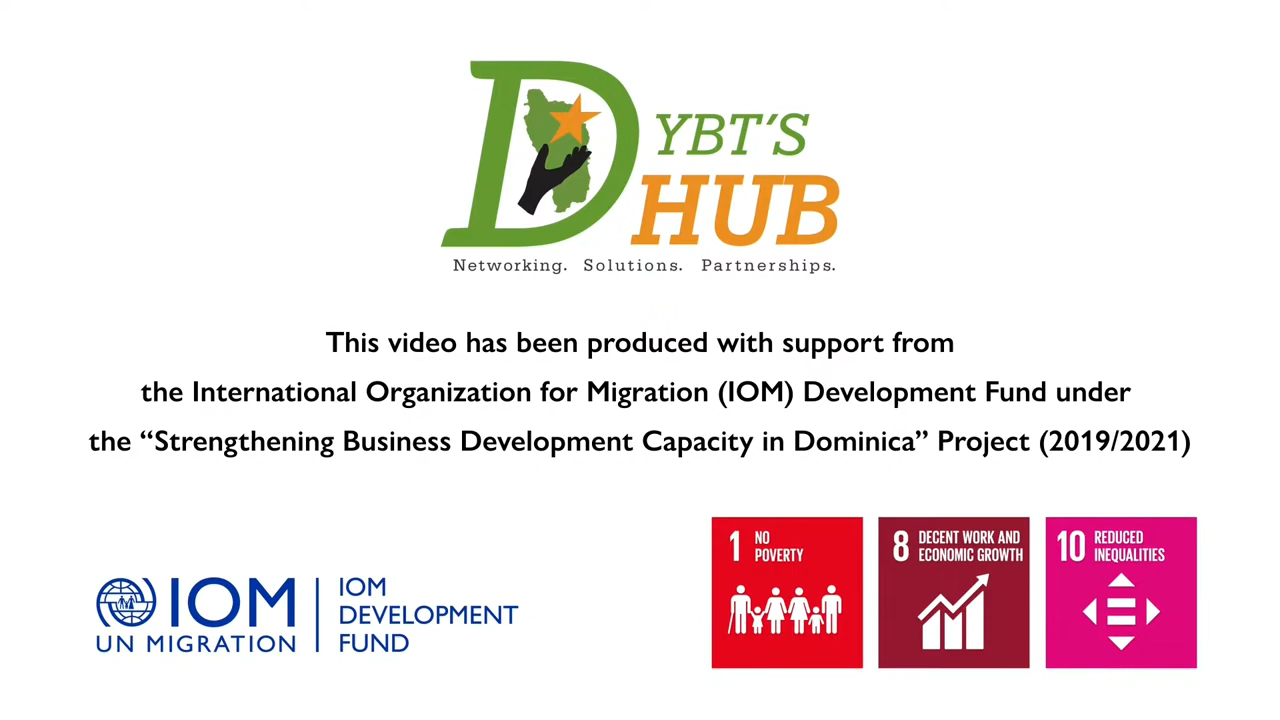 DYBT'S
HUB
Networking. Solutions. Partnerships.
This video has been produced with support from
the International Organization for Migration (IOM) Development Fund under
the “Strengthening Business Development Capacity in Dominica” Project (2019/2021)
IOM
UN MIGRATION
IOM
DEVELOPMENT
FUND
1 NO
POVERTY
8 DECENT WORK AND
ECONOMIC GROWTH
10 REDUCED
INEQUALITIES